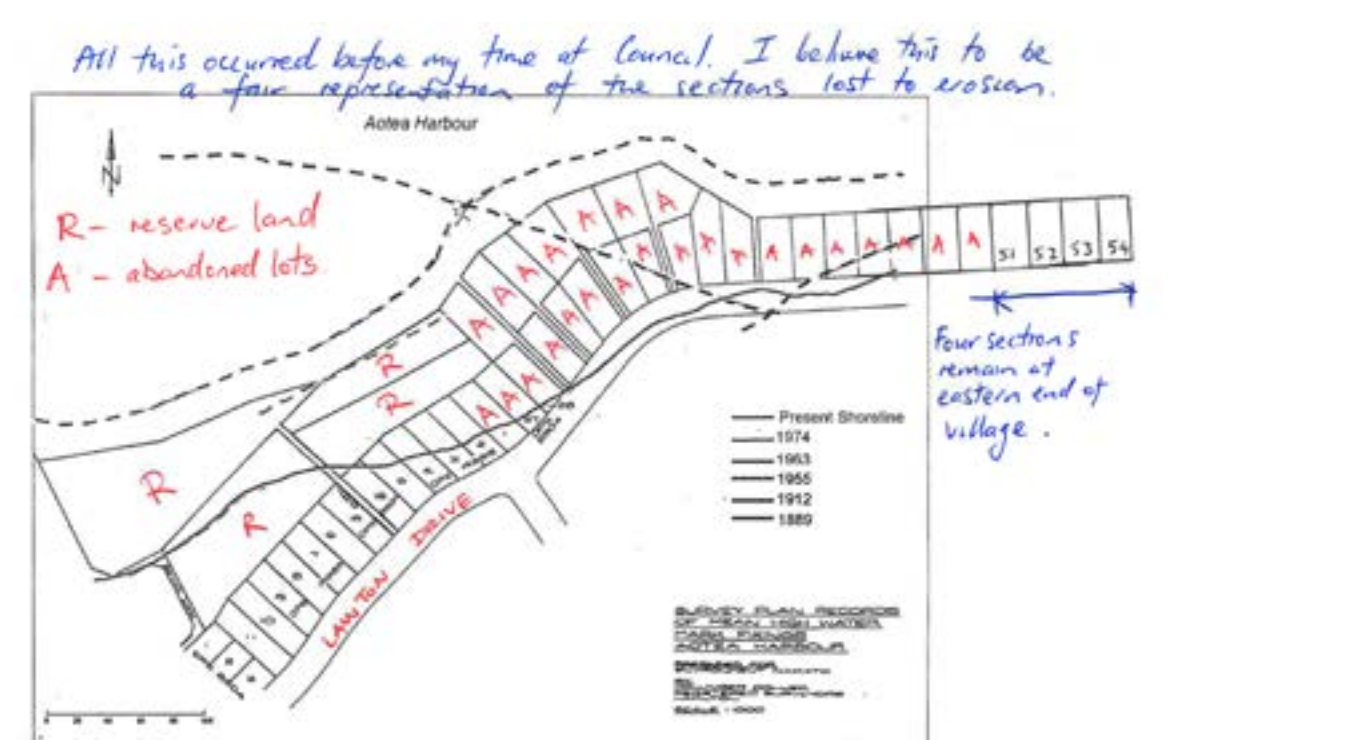 All this occurred before my time at Council. I believe this to be
a fair representation of the sections lost to erosion.
Aotea Harbour
N
R - reserve land
A - abandoned lots.
A A A
A A A A A A A A A A A
A A A A
A A A
A A A
R
R
R
R
51 52 53 54
Four sections
remain at
eastern end of
village.
Present Shoreline
1974
1963
1955
1912
1889
LAWTON DRIVE
SURVEY PLAN RECORDS
OF MEAN HIGH WATER
MARK FIXINGS
AOTEA HARBOUR